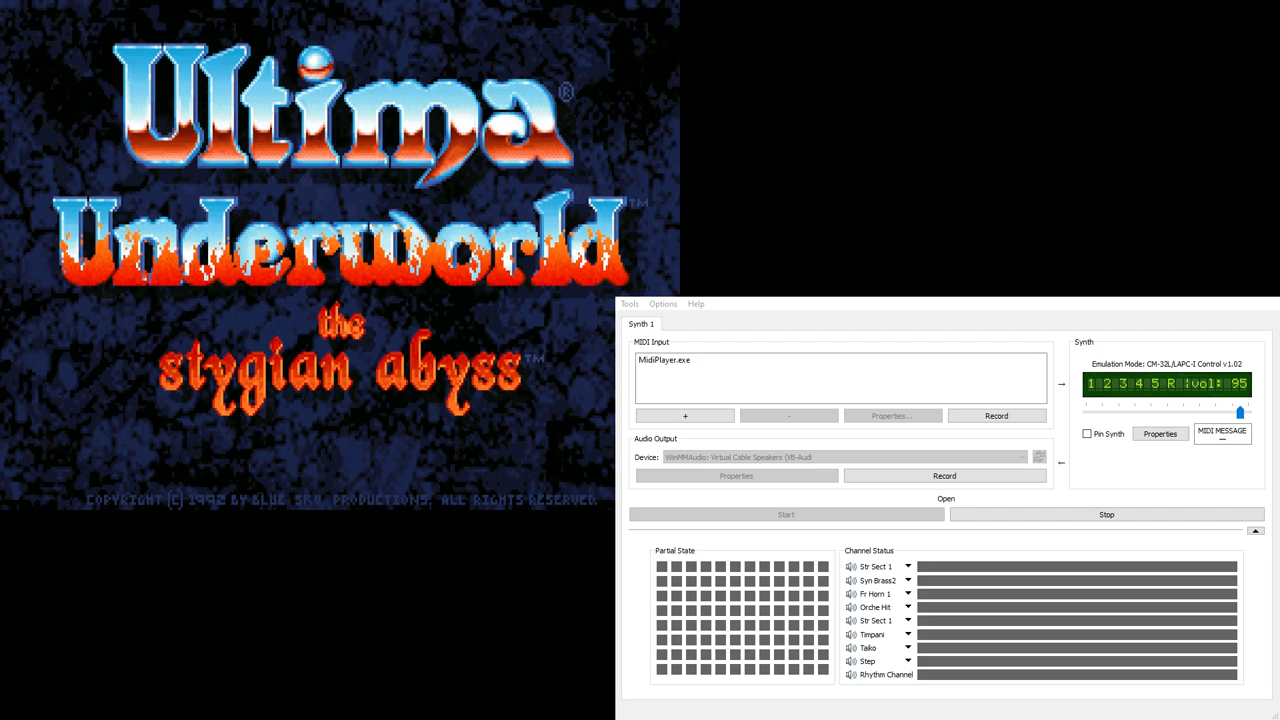 Ultima®
Underworld™
the
stygian abyss™
COPYRIGHT (C) 1992 BY BLUE SKY PRODUCTIONS. ALL RIGHTS RESERVED.
Tools Options Help
Synth 1
MIDI Input
MidiPlayer.exe
+ - Properties... Record
Audio Output
Device: WinMMAudio: Virtual Cable Speakers (VB-Audi
Properties Record
Synth
Emulation Mode: CM-32L/LAPC-I Control v1.02
1 2 3 4 5 R |vol: 95
Pin Synth Properties MIDI MESSAGE
Open
Start Stop
Partial State
Channel Status
Str Sect 1
Syn Brass2
Fr Horn 1
Orche Hit
Str Sect 1
Timpani
Taiko
Step
Rhythm Channel